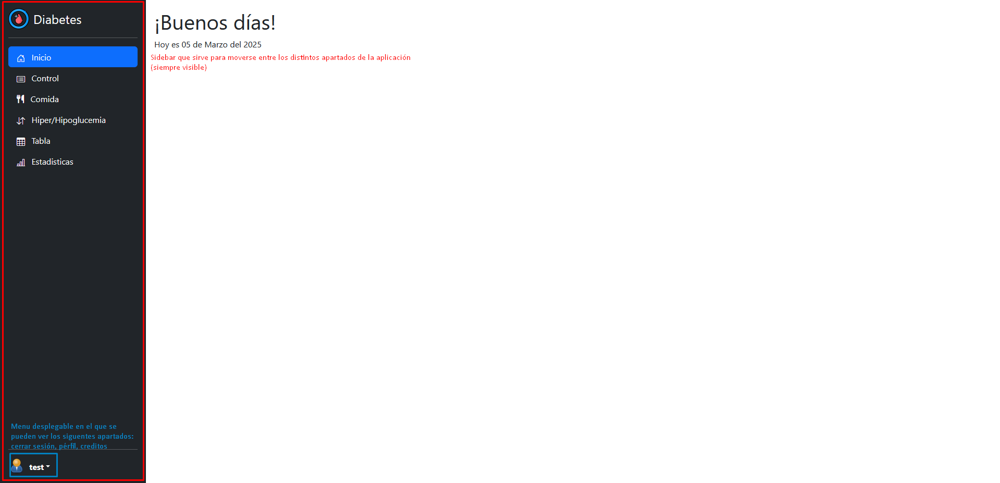 Diabetes
Inicio
Control
Comida
Hiper/Hipoglucemia
Tabla
Estadisticas
Menu desplegable en el que se
pueden ver los siguentes apartados:
cerrar sesión, pérfil, creditos
test
¡Buenos días!
Hoy es 05 de Marzo del 2025
Sidebar que sirve para moverse entre los distintos apartados de la aplicación
(siempre visible)